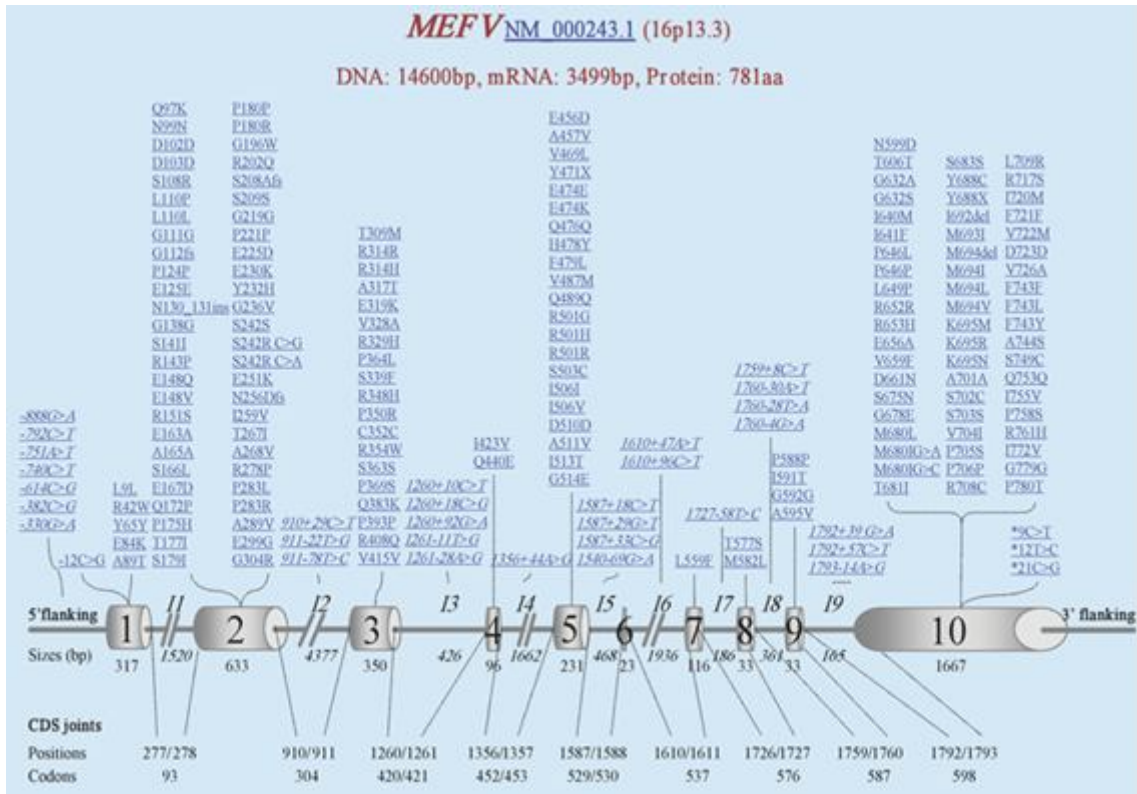 MEFV NM_000243.1 (16p13.3)
DNA: 14600bp, mRNA: 3499bp, Protein: 781aa
-888G>A
-792C>T
-751A>T
-740C>T
-614C>G
-382C>G
-330G>A
-12C>G
L9L
R42W
Y65Y
E84K
A89T
Q97K
N99N
D102D
D103D
S108R
L110P
L110L
G111G
G112fs
P124P
E125E
N130_131ins
G138G
S141I
R143P
E148Q
E148V
R151S
E163A
A165A
S166L
E167D
Q172P
P175H
T177I
S179I
P180P
P180R
G196W
R202Q
S208Afs
S209S
G219G
P221P
E225D
E230K
Y232H
G236V
S242S
S242R C>G
S242R C>A
E251K
N256Dfs
I259V
T267I
A268V
R278P
P283L
P283R
A289V
E299G
G304R
910+29C>T
911-22T>G
911-78T>C
T309M
R314R
R314H
A317T
E319K
V328A
R329H
P364L
S339F
R348H
P350R
C352C
R354W
S363S
P369S
Q383K
P393P
R408Q
V415V
1260+10C>T
1260+18C>G
1260+92G>A
1261-11T>G
1261-28A>G
I423V
Q440E
1356+44A>G
E456D
A457V
V469L
Y471X
E474E
E474K
Q476Q
H478Y
F479L
V487M
Q489Q
R501G
R501H
R501R
S503C
I506I
I506V
D510D
A511V
I513T
G514E
1587+18C>T
1587+29G>T
1587+33C>G
1540-69G>A
1610+47A>T
1610+96C>T
L559F
1727-58T>C
T577S
M582L
1759+8C>T
1760-30A>T
1760-28T>A
1760-4G>A
P588P
I591T
G592G
A595V
1792+39 G>A
1792+57C>T
1793-14A>G
N599D
T606T
G632A
G632S
I640M
I641F
P646L
P646P
L649P
R652R
R653H
E656A
V659F
D661N
S675N
G678E
M680L
M680IG>A
M680IG>C
T681I
S683S
Y688C
Y688X
I692del
M693I
M694del
M694I
M694L
M694V
K695M
K695R
K695N
A701A
S702C
S703S
V704I
P705S
P706P
R708C
L709R
R717S
I720M
F721F
V722M
D723D
V726A
F743F
F743L
F743Y
A744S
S749C
Q753Q
I755V
P758S
R761H
I772V
G779G
P780T
*9C>T
*12T>C
*21C>G
5'flanking 1 I1 2 I2 3 I3 4 I4 5 I5 6 I6 7 I7 8 I8 9 I9 10 3' flanking
Sizes (bp) 317 1520 633 4377 350 426 96 1662 231 468 23 1936 116 186 33 361 33 165 1667
CDS joints
Positions 277/278 910/911 1260/1261 1356/1357 1587/1588 1610/1611 1726/1727 1759/1760 1792/1793
Codons 93 304 420/421 452/453 529/530 537 576 587 598